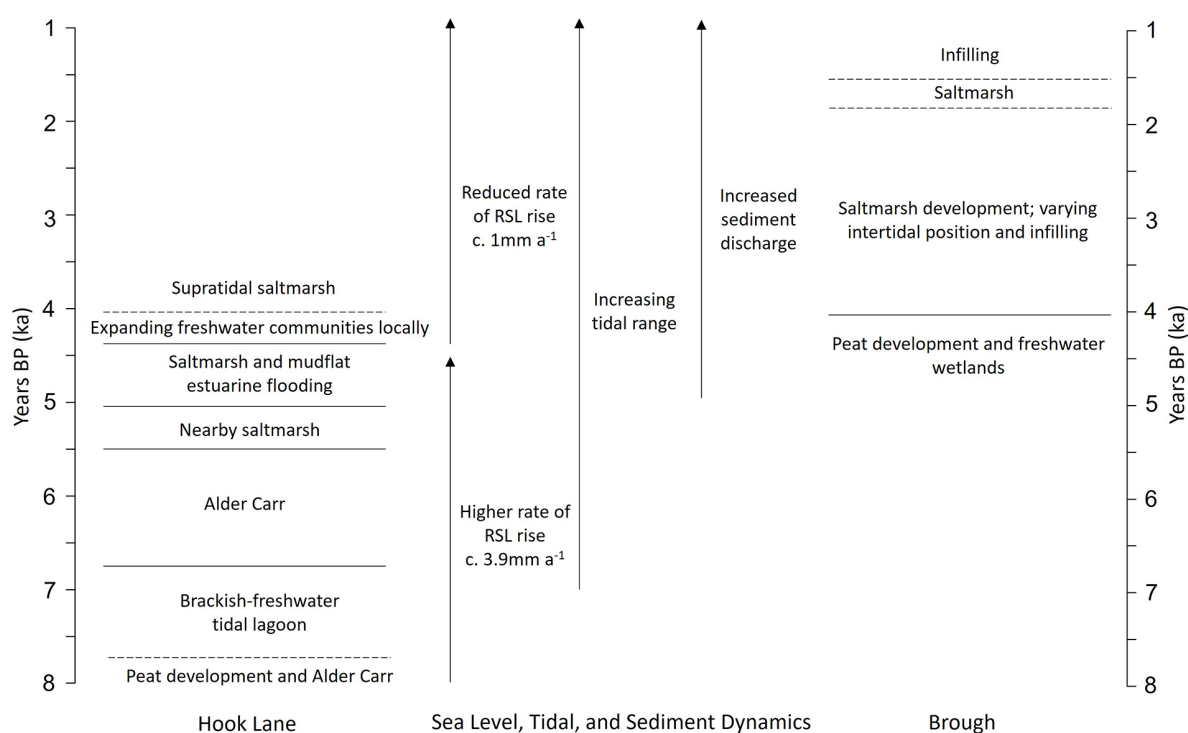 1
2
3
4
5
6
7
8
Years BP (ka)
Supratidal saltmarsh
Expanding freshwater communities locally
Saltmarsh and mudflat
estuarine flooding
Nearby saltmarsh
Alder Carr
Brackish-freshwater
tidal lagoon
Peat development and Alder Carr
Hook Lane
Reduced rate
of RSL rise
c. 1mm a⁻¹
Higher rate of
RSL rise
c. 3.9mm a⁻¹
Increasing
tidal range
Increased
sediment
discharge
Sea Level, Tidal, and Sediment Dynamics
Infilling
Saltmarsh
Saltmarsh development; varying
intertidal position and infilling
Peat development and freshwater
wetlands
Brough
1
2
3
4
5
6
7
8
Years BP (ka)